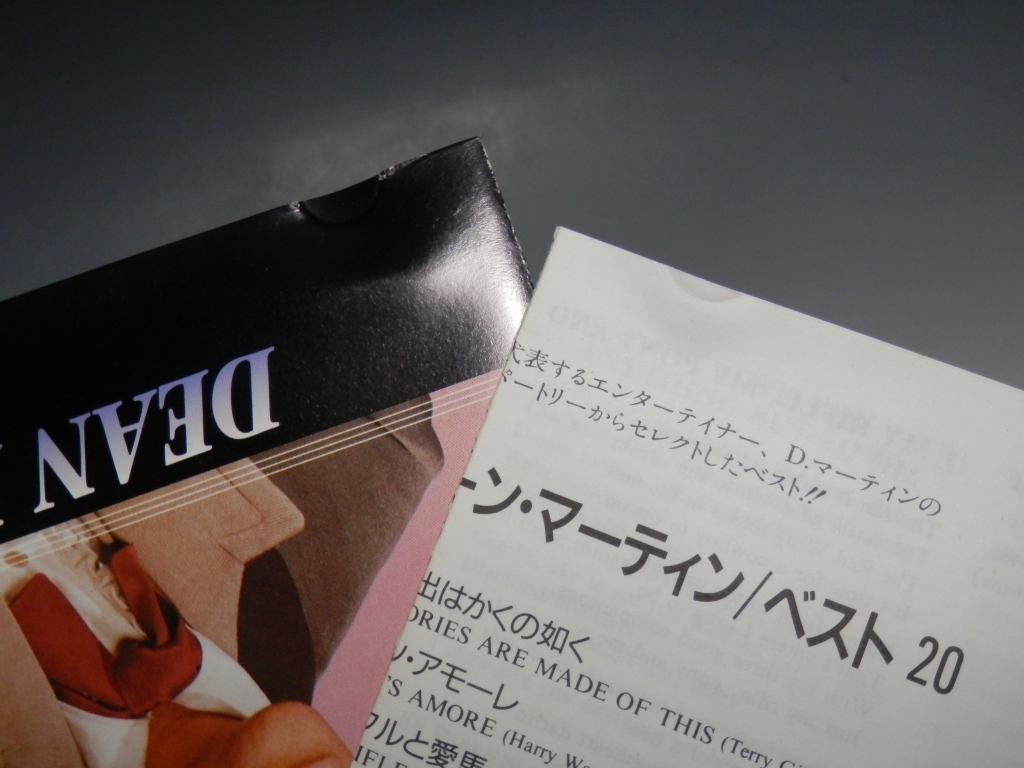 DEAN
代表するエンターテイナー、D.マーティンの
パートリーからセレクトしたベスト!!
ーン・マーティン/ベスト 20
出はかくの如く
ORIES ARE MADE OF THIS (Terry
ン・アモーレ
'S AMORE (Harry
フルと愛馬